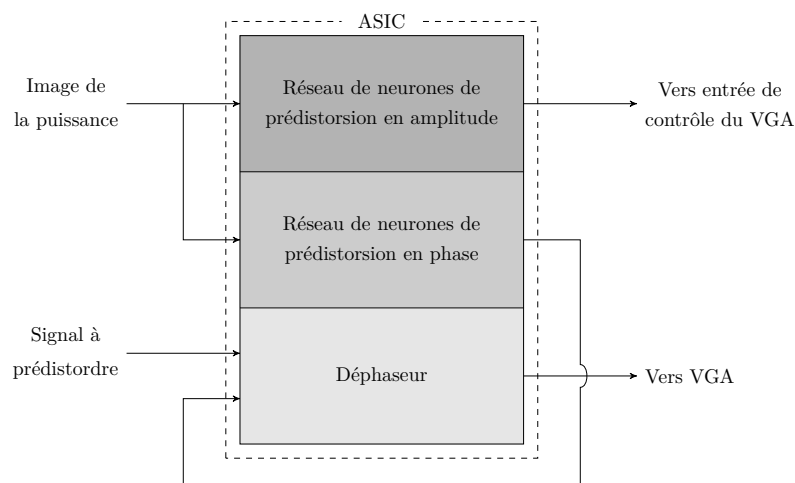 ASIC
Image de
la puissance
Réseau de neurones de
prédistorsion en amplitude
Vers entrée de
contrôle du VGA
Réseau de neurones de
prédistorsion en phase
Signal à
prédistordre
Déphaseur
Vers VGA